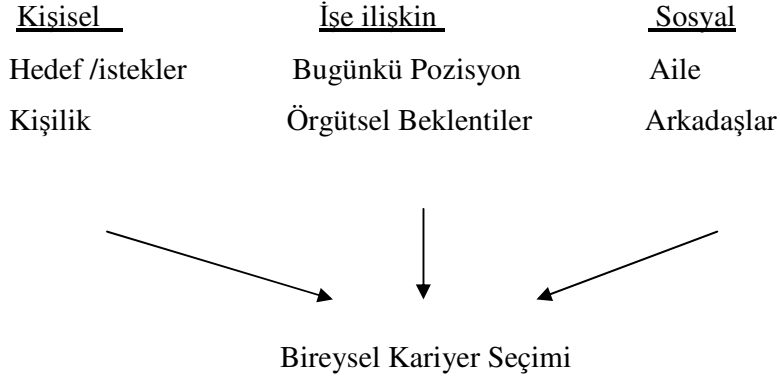 Kişisel İşe ilişkin Sosyal
Hedef /istekler Bugünkü Pozisyon Aile
Kişilik Örgütsel Beklentiler Arkadaşlar
Bireysel Kariyer Seçimi